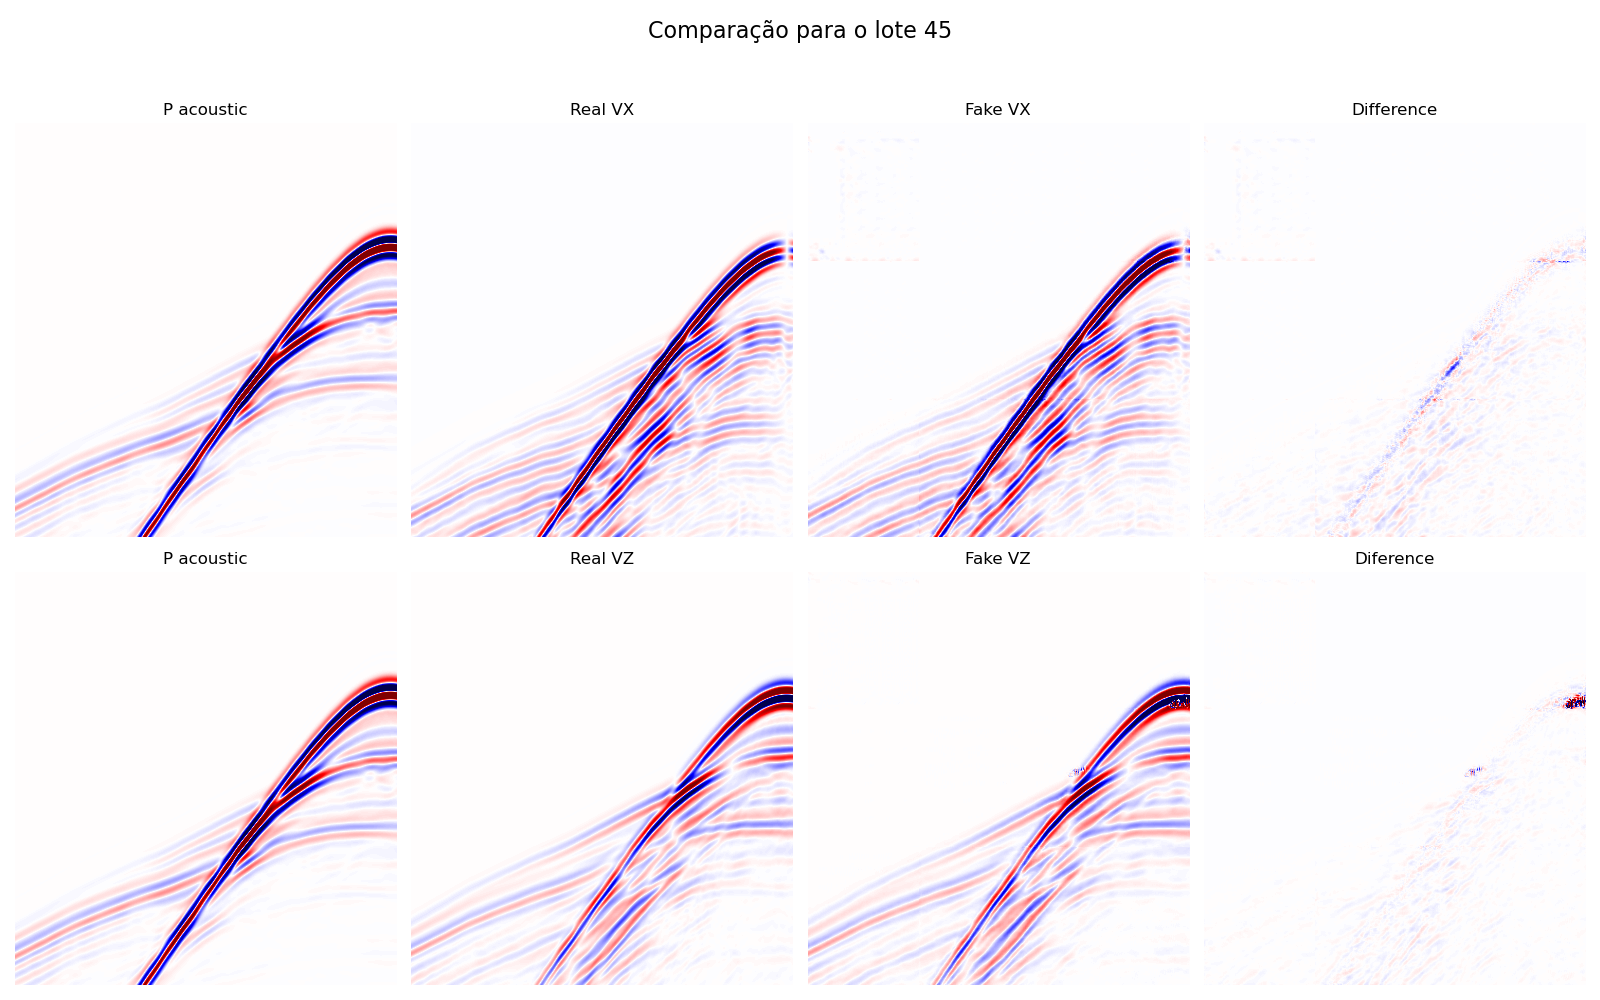 Comparação para o lote 45
P acoustic
Real VX
Fake VX
Difference
P acoustic
Real VZ
Fake VZ
Diference